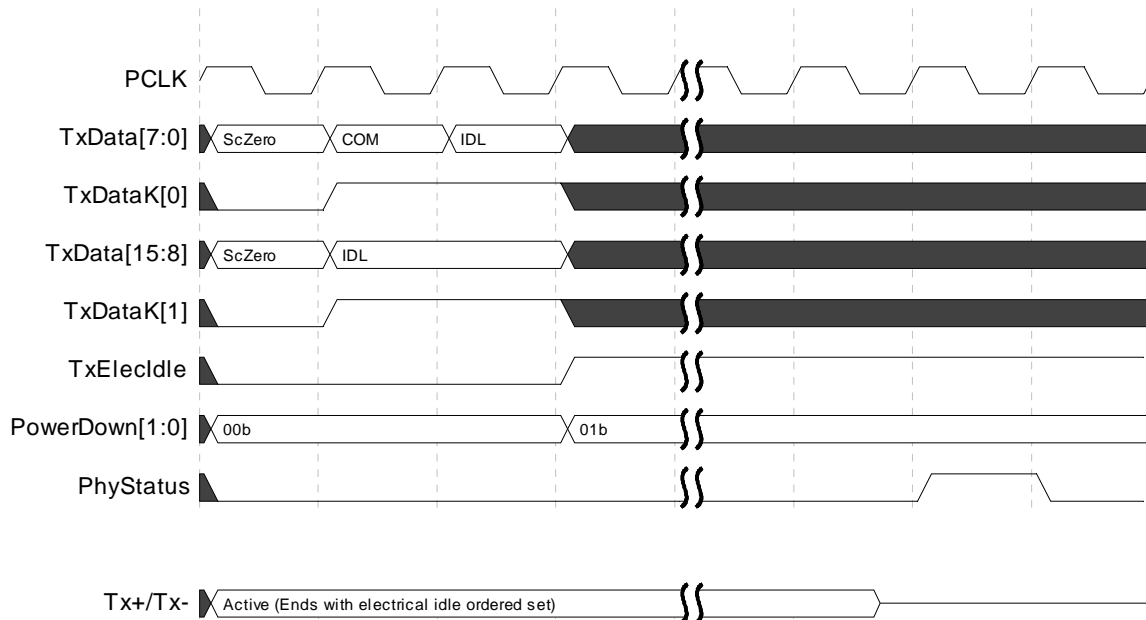 PCLK
TxData[7:0] ScZero COM IDL
TxDataK[0]
TxData[15:8] ScZero IDL
TxDataK[1]
TxElecIdle
PowerDown[1:0] 00b 01b
PhyStatus
Tx+/Tx- Active (Ends with electrical idle ordered set)